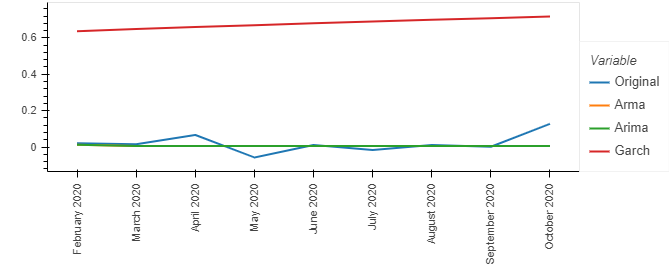 0.6
0.4
0.2
0
February 2020
March 2020
April 2020
May 2020
June 2020
July 2020
August 2020
September 2020
October 2020
Variable
Original
Arma
Arima
Garch